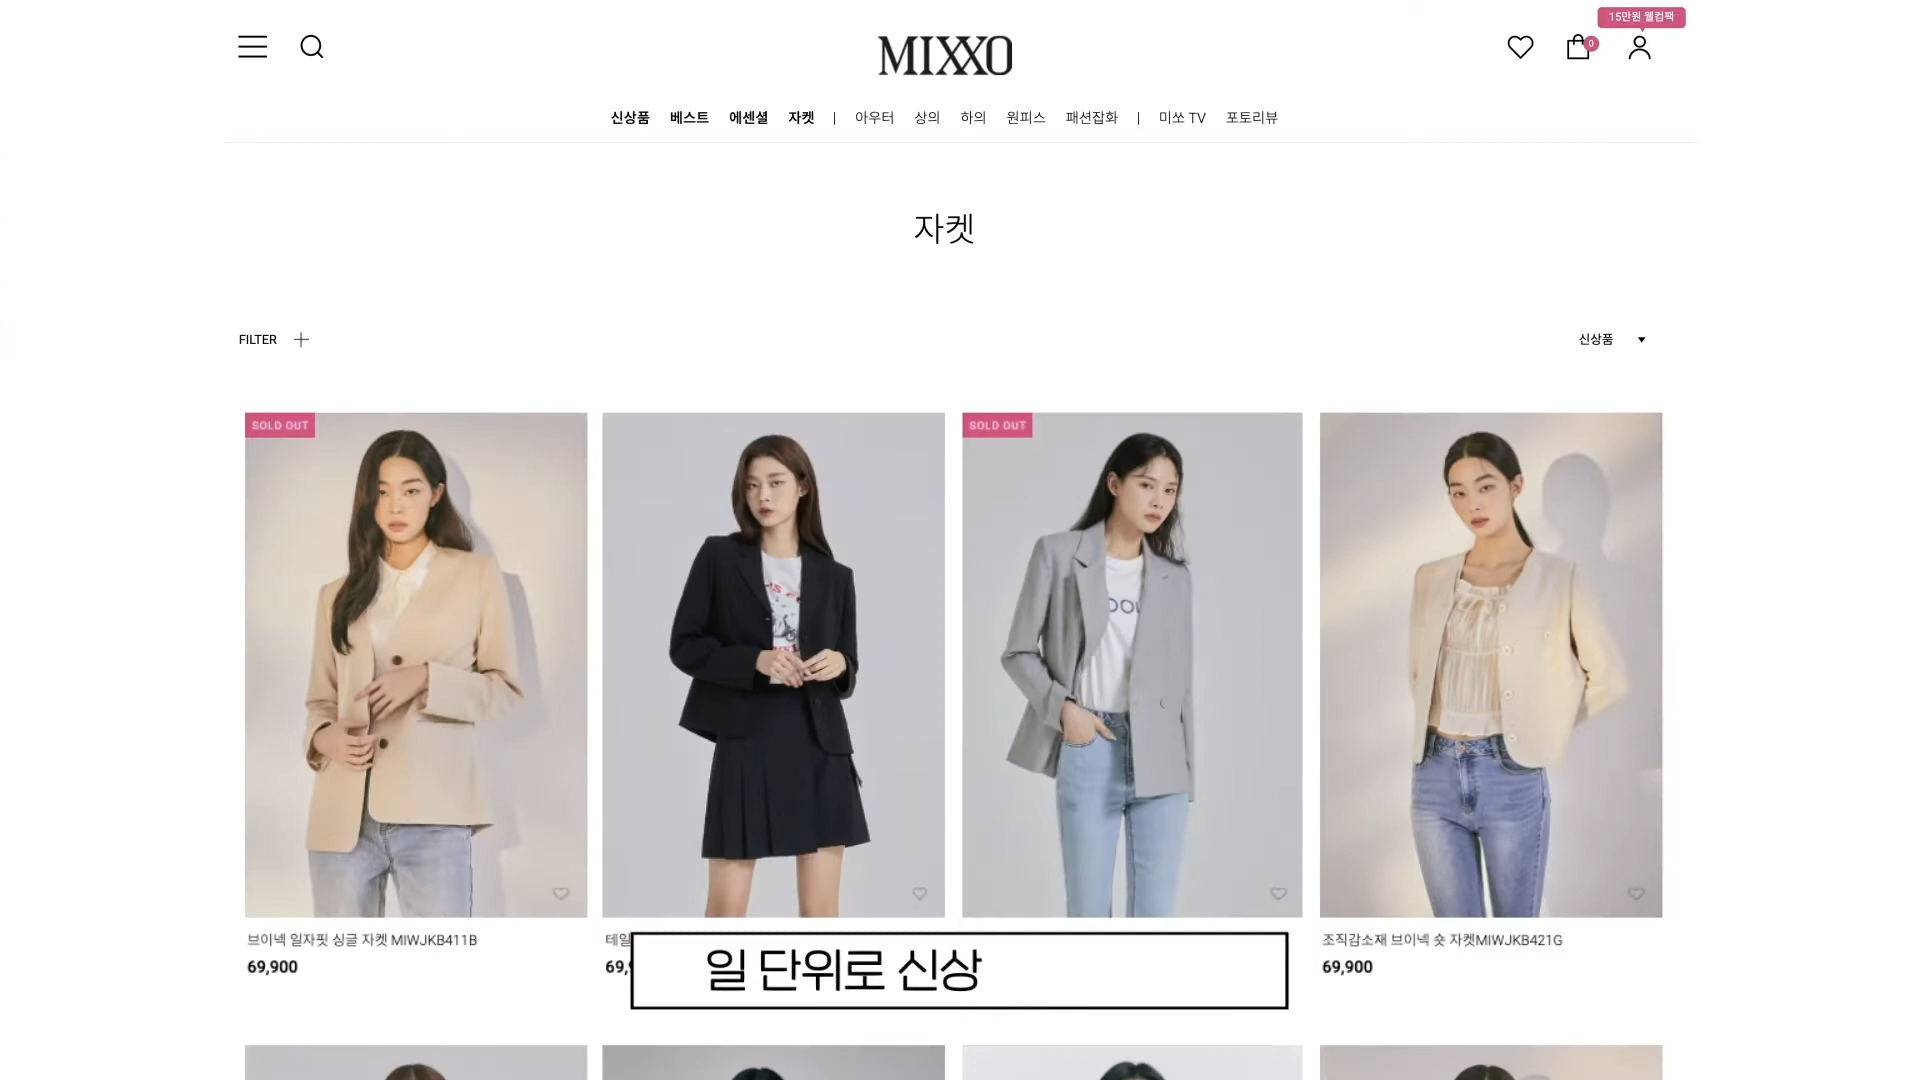 15만원 웰컴팩
MIXXO
0
신상품 베스트 에센셜 자켓 | 아우터 상의 하의 원피스 패션잡화 | 미쏘 TV 포토리뷰
자켓
FILTER
신상품
SOLD OUT
SOLD OUT
브이넥 일자핏 싱글 자켓 MIWJKB411B
69,900
테일
조직감소재 브이넥 숏 자켓MIWJKB421G
69,900
일 단위로 신상